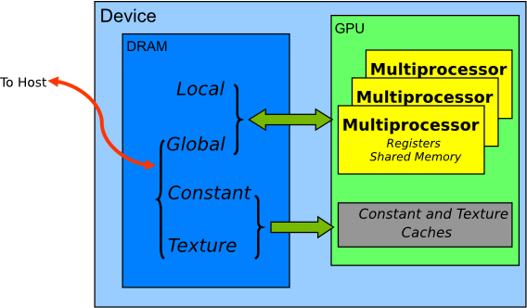 Device
DRAM
GPU
To Host
Local
Global
Constant
Texture
Multiprocessor
Multiprocessor
Multiprocessor
Registers
Shared Memory
Constant and Texture
Caches